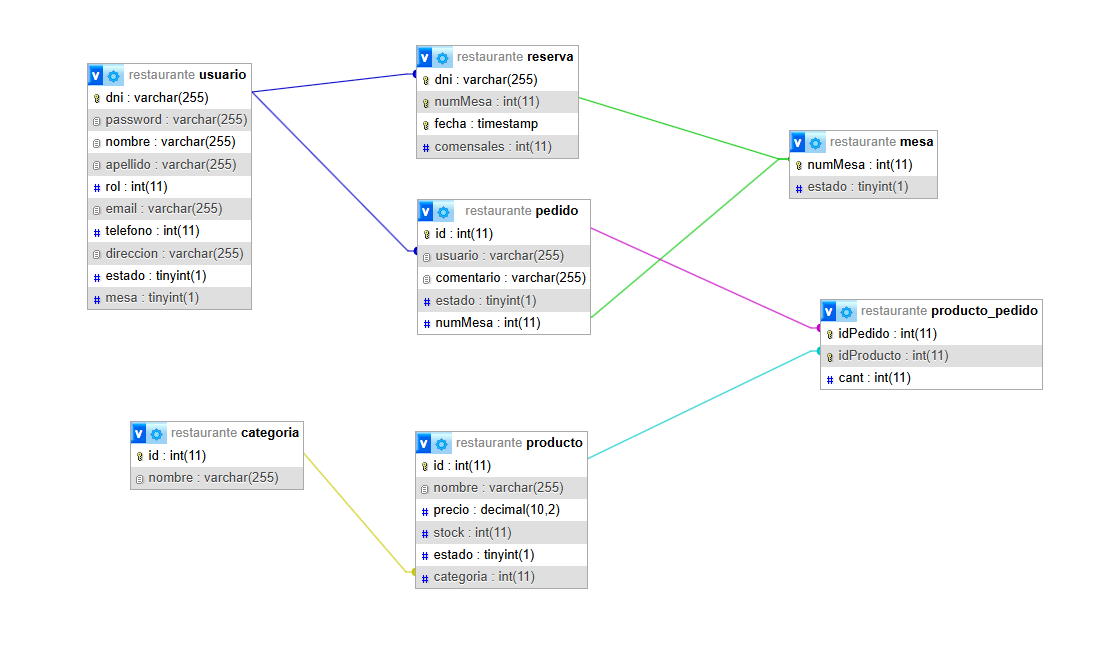 restaurante usuario
dni : varchar(255)
password : varchar(255)
nombre : varchar(255)
apellido : varchar(255)
rol : int(11)
email : varchar(255)
telefono : int(11)
direccion : varchar(255)
estado : tinyint(1)
mesa : tinyint(1)
restaurante reserva
dni : varchar(255)
numMesa : int(11)
fecha : timestamp
comensales : int(11)
restaurante pedido
id : int(11)
usuario : varchar(255)
comentario : varchar(255)
estado : tinyint(1)
numMesa : int(11)
restaurante mesa
numMesa : int(11)
estado : tinyint(1)
restaurante producto_pedido
idPedido : int(11)
idProducto : int(11)
cant : int(11)
restaurante categoria
id : int(11)
nombre : varchar(255)
restaurante producto
id : int(11)
nombre : varchar(255)
precio : decimal(10,2)
stock : int(11)
estado : tinyint(1)
categoria : int(11)